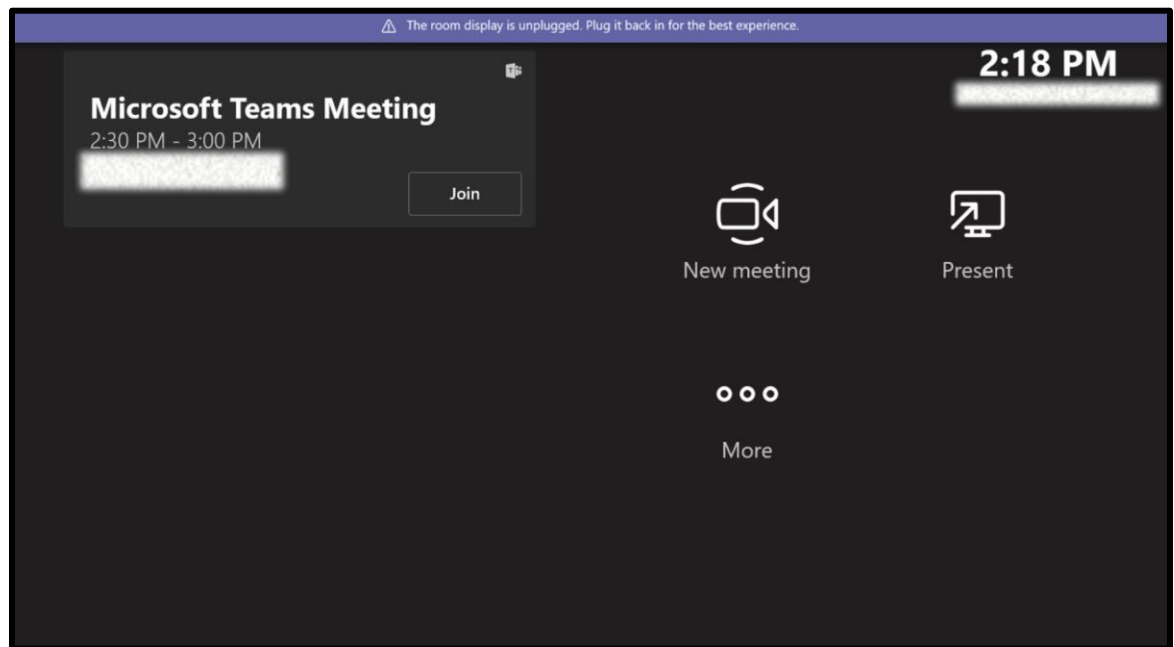 The room display is unplugged. Plug it back in for the best experience.
2:18 PM
Microsoft Teams Meeting
2:30 PM - 3:00 PM
Join
New meeting
Present
More